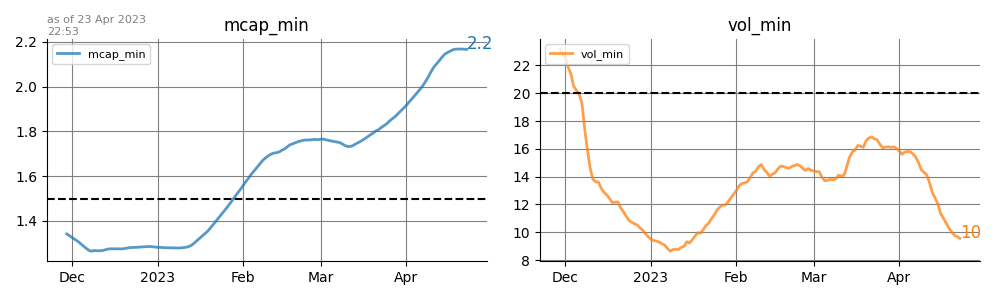 as of 23 Apr 2023
22:53
mcap_min
2.2
2.2
mcap_min
2.0
1.8
1.6
1.4
Dec
2023
Feb
Mar
Apr
vol_min
vol_min
22
20
18
16
14
12
10
10
8
Dec
2023
Feb
Mar
Apr